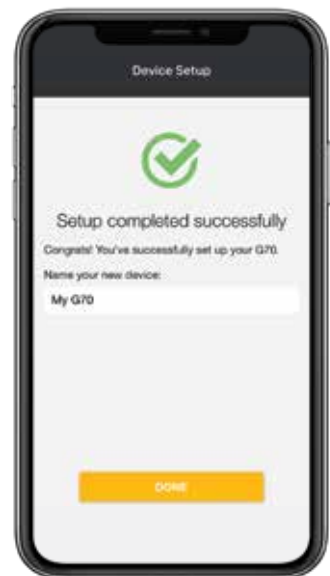 Device Setup
Setup completed successfully
Congrats! You've successfully set up your G70.
Name your new device:
My G70
DONE